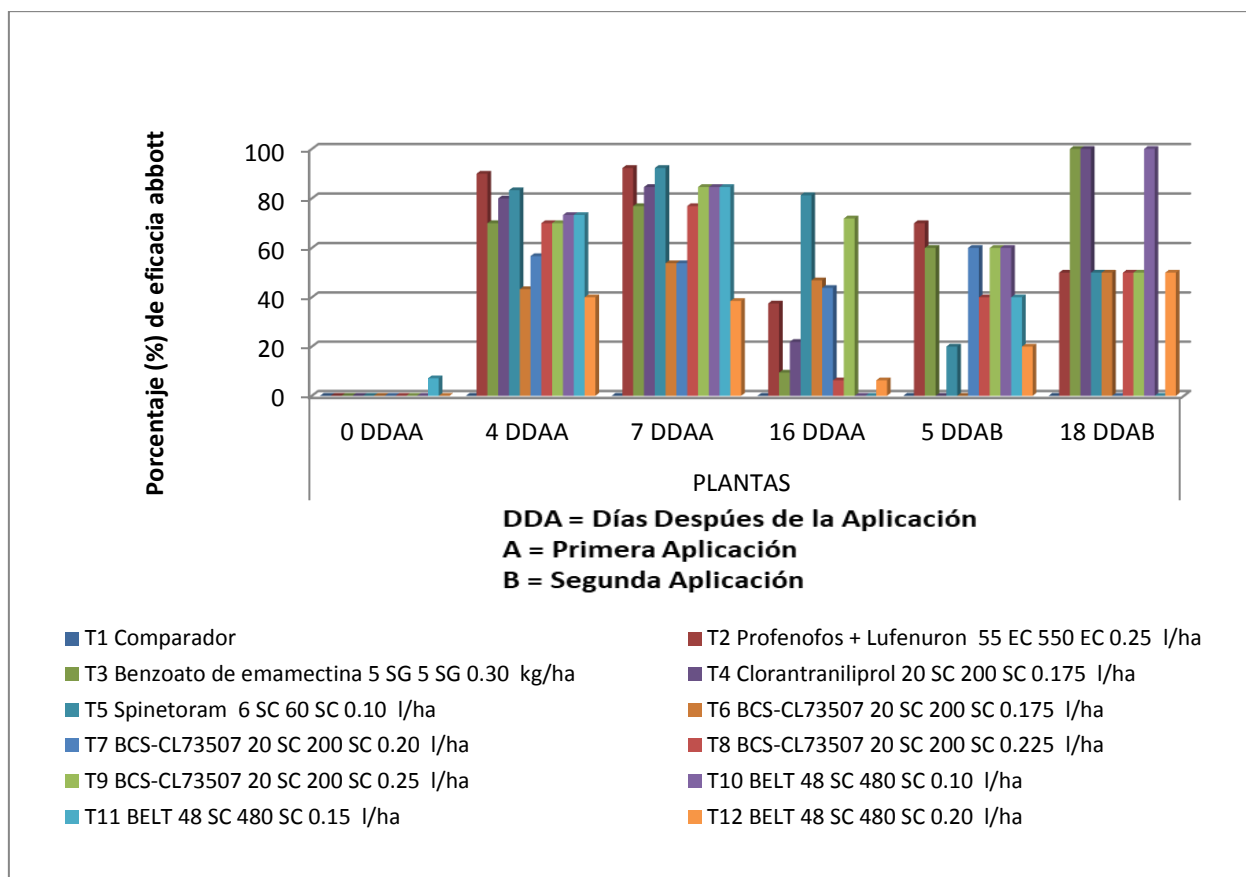 Porcentaje (%) de eficacia abbott
100
80
60
40
20
0
0 DDAA 4 DDAA 7 DDAA 16 DDAA 5 DDAB 18 DDAB
PLANTAS
DDA = Días Despúes de la Aplicación
A = Primera Aplicación
B = Segunda Aplicación
T1 Comparador
T2 Profenofos + Lufenuron 55 EC 550 EC 0.25 l/ha
T3 Benzoato de emamectina 5 SG 5 SG 0.30 kg/ha
T4 Clorantraniliprol 20 SC 200 SC 0.175 l/ha
T5 Spinetoram 6 SC 60 SC 0.10 l/ha
T6 BCS-CL73507 20 SC 200 SC 0.175 l/ha
T7 BCS-CL73507 20 SC 200 SC 0.20 l/ha
T8 BCS-CL73507 20 SC 200 SC 0.225 l/ha
T9 BCS-CL73507 20 SC 200 SC 0.25 l/ha
T10 BELT 48 SC 480 SC 0.10 l/ha
T11 BELT 48 SC 480 SC 0.15 l/ha
T12 BELT 48 SC 480 SC 0.20 l/ha